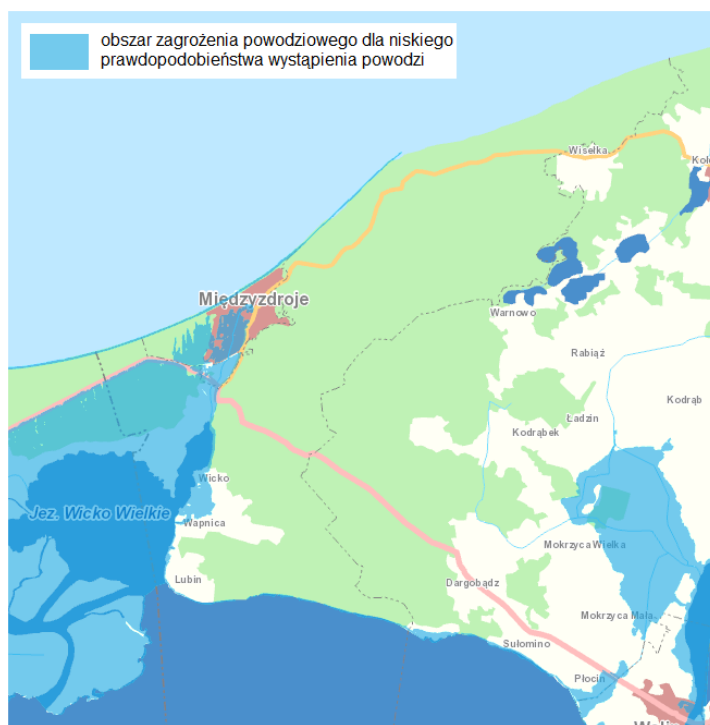 obszar zagrożenia powodziowego dla niskiego
prawdopodobieństwa wystąpienia powodzi
Wisełka
Międzyzdroje
Warnowo
Rabiąż
Kodrąb
Ładzin
Kodrąbek
Wicko
Jez. Wicko Wielkie
Wapnica
Mokrzyca Wielka
Lubin
Dargobądz
Mokrzyca Mała
Sułomino
Płocin